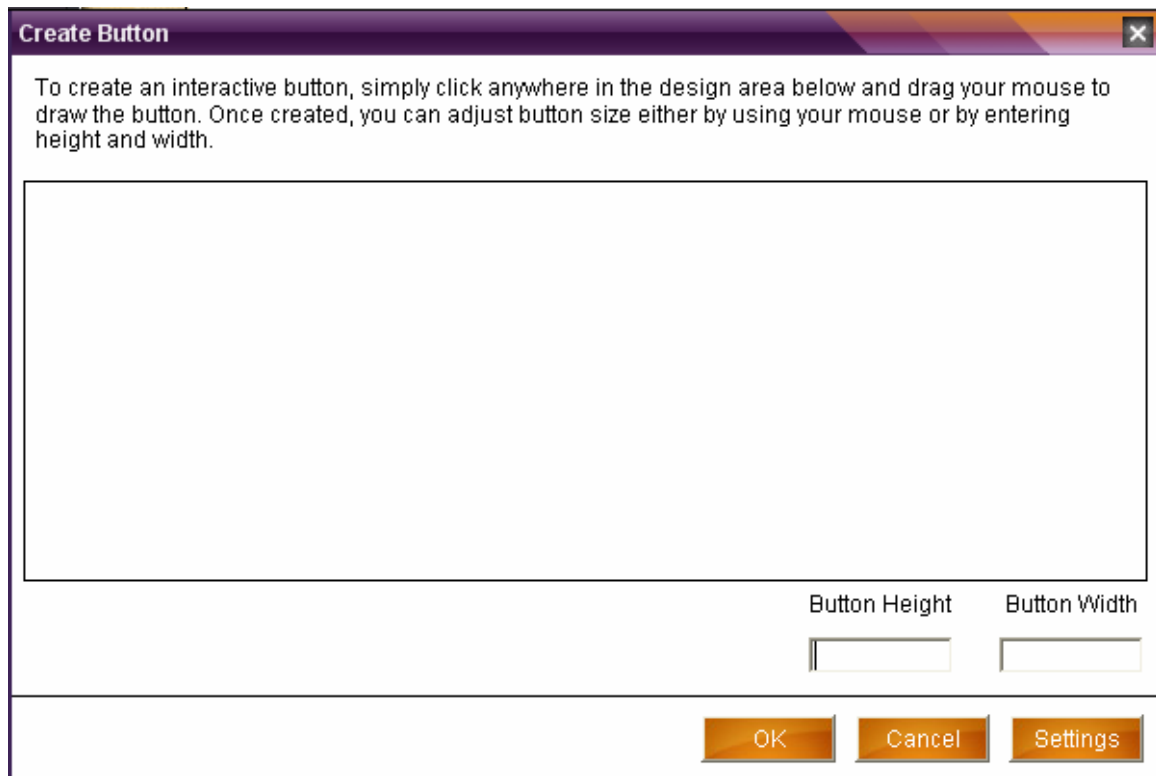 Create Button
To create an interactive button, simply click anywhere in the design area below and drag your mouse to
draw the button. Once created, you can adjust button size either by using your mouse or by entering
height and width.
Button Height Button Width
OK Cancel Settings